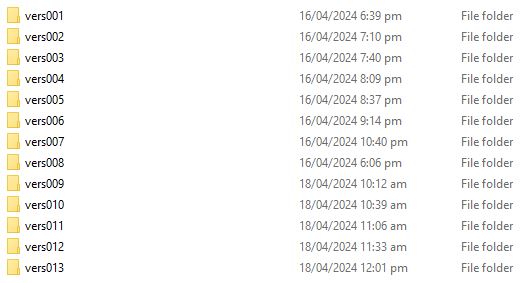 vers001 16/04/2024 6:39 pm File folder
vers002 16/04/2024 7:10 pm File folder
vers003 16/04/2024 7:40 pm File folder
vers004 16/04/2024 8:09 pm File folder
vers005 16/04/2024 8:37 pm File folder
vers006 16/04/2024 9:14 pm File folder
vers007 16/04/2024 10:40 pm File folder
vers008 16/04/2024 6:06 pm File folder
vers009 18/04/2024 10:12 am File folder
vers010 18/04/2024 10:39 am File folder
vers011 18/04/2024 11:06 am File folder
vers012 18/04/2024 11:33 am File folder
vers013 18/04/2024 12:01 pm File folder